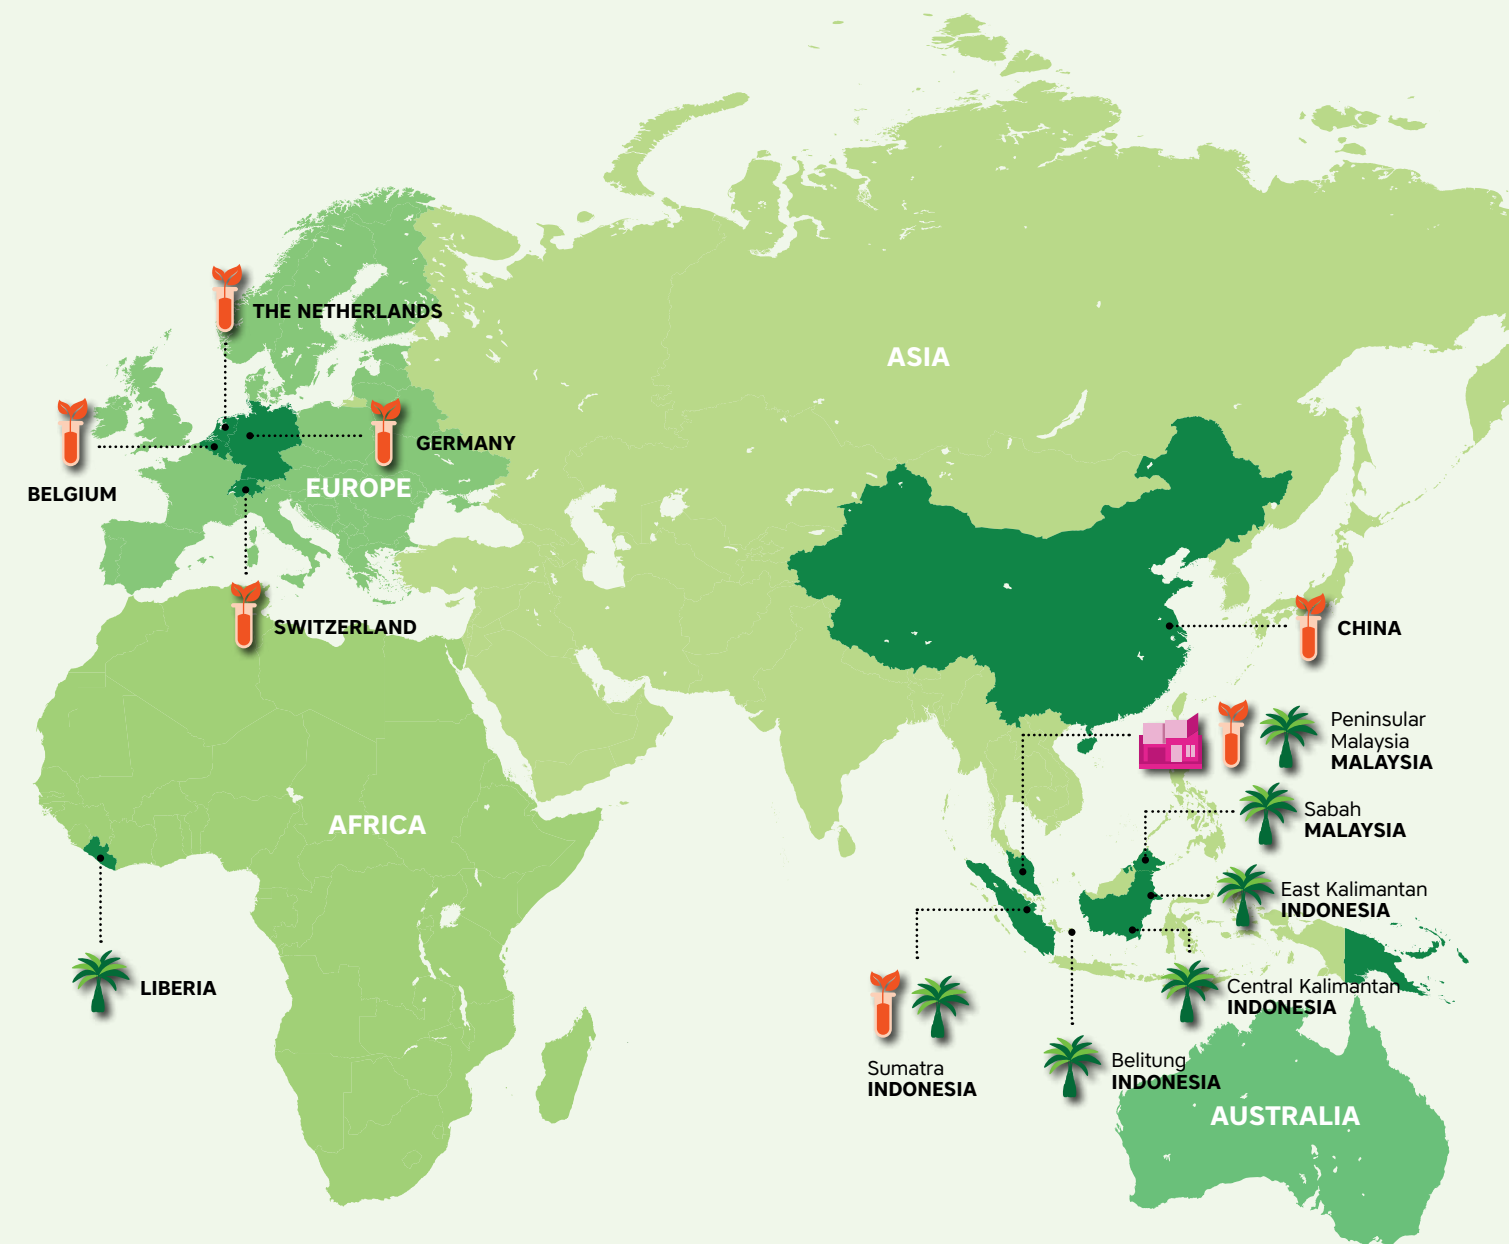 THE NETHERLANDS
ASIA
GERMANY
BELGIUM
EUROPE
SWITZERLAND
CHINA
Peninsular
Malaysia
MALAYSIA
Sabah
MALAYSIA
AFRICA
East Kalimantan
INDONESIA
LIBERIA
Central Kalimantan
INDONESIA
Sumatra
INDONESIA
Belitung
INDONESIA
AUSTRALIA